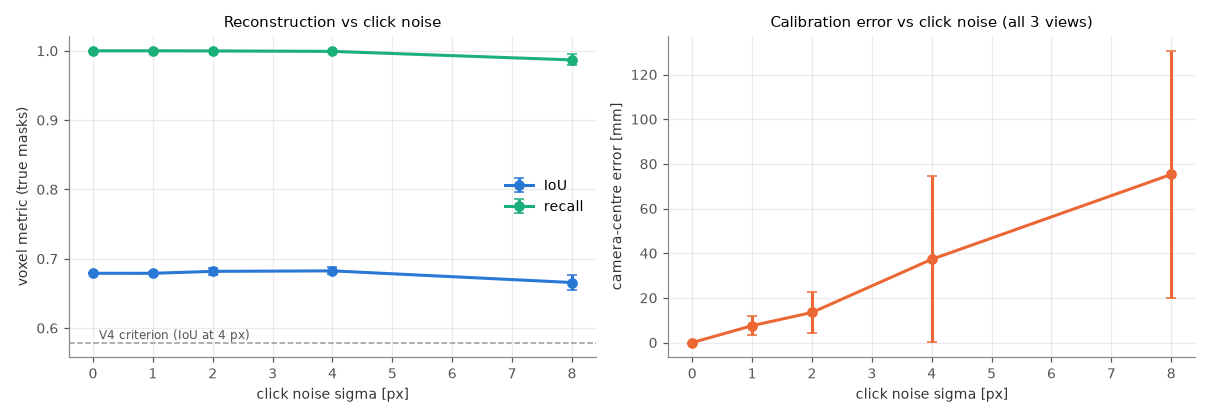 Reconstruction vs click noise
voxel metric (true masks)
1.0
0.9
0.8
0.7
0.6
IoU
recall
V4 criterion (IoU at 4 px)
0 1 2 3 4 5 6 7 8
click noise sigma [px]
Calibration error vs click noise (all 3 views)
camera-centre error [mm]
120
100
80
60
40
20
0
0 1 2 3 4 5 6 7 8
click noise sigma [px]